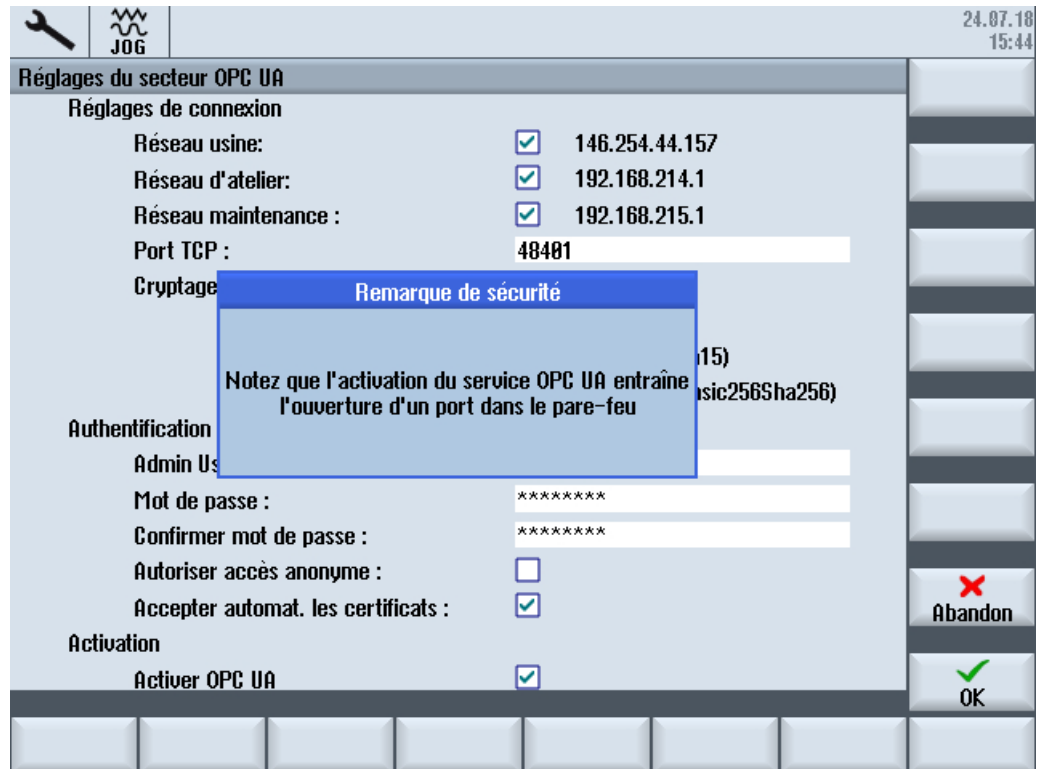 24.07.18
JOG
15:44
Réglages du secteur OPC UA
Réglages de connexion
Réseau usine: 146.254.44.157
Réseau d'atelier: 192.168.214.1
Réseau maintenance : 192.168.215.1
Port TCP : 48401
Cryptage
Remarque de sécurité
Notez que l'activation du service OPC UA entraîne
l'ouverture d'un port dans le pare-feu
15)
sic256Sha256)
Authentification
Admin Us
Mot de passe : ********
Confirmer mot de passe : ********
Autoriser accès anonyme :
Accepter automat. les certificats :
Abandon
Activation
Activer OPC UA
OK